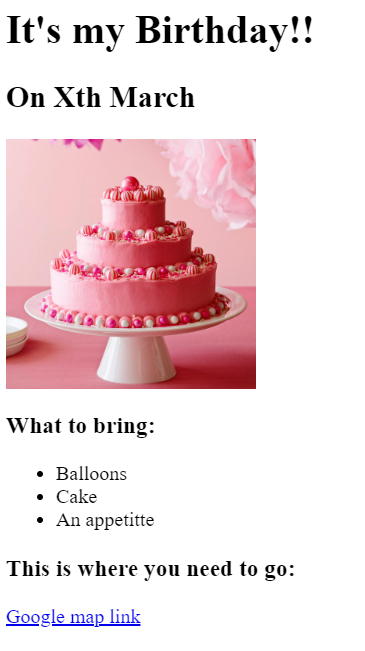 It's my Birthday!!
On Xth March
What to bring:
Balloons
Cake
An appetitte
This is where you need to go:
Google map link